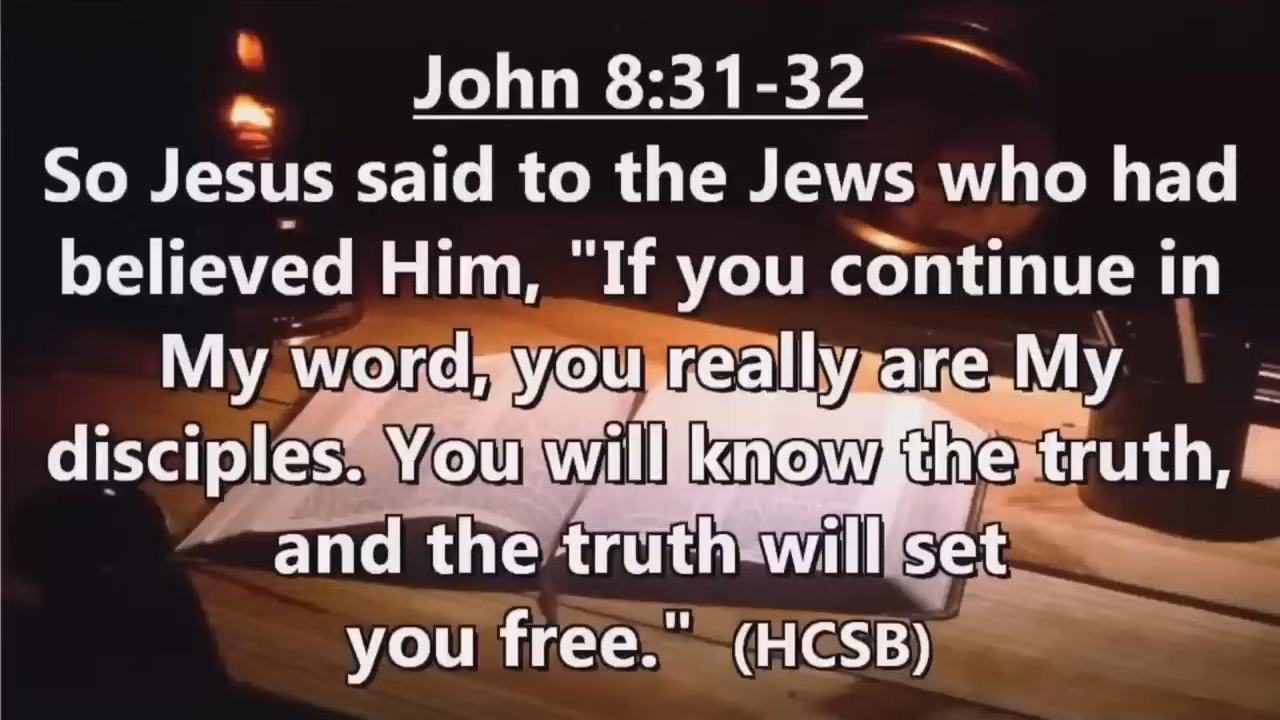 John 8:31-32
So Jesus said to the Jews who had
believed Him, "If you continue in
My word, you really are My
disciples. You will know the truth,
and the truth will set
you free." (HCSB)